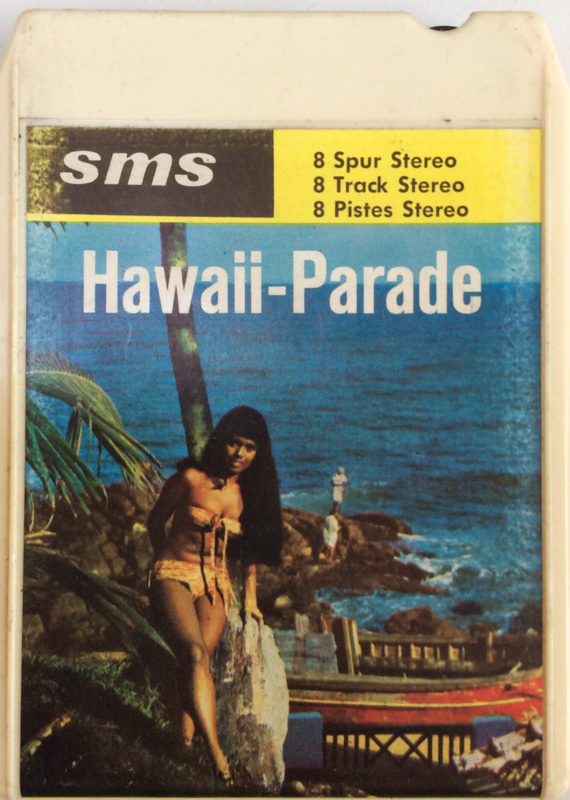 sms
8 Spur Stereo
8 Track Stereo
8 Pistes Stereo
Hawaii-Parade